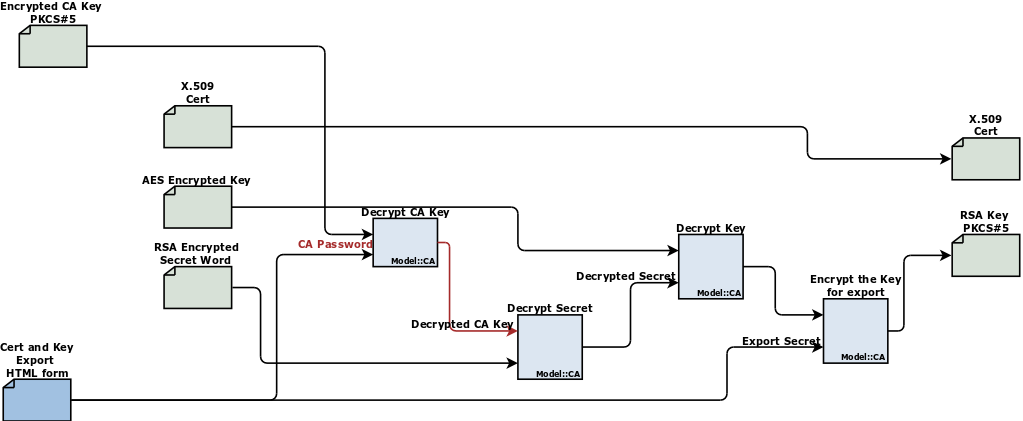 Encrypted CA Key
PKCS#5
X.509
Cert
X.509
Cert
AES Encrypted Key
Decrypt CA Key
RSA Key
PKCS#5
Decrypt Key
CA Password
RSA Encrypted
Secret Word
Model::CA
Decrypted Secret
Encrypt the Key
for export
Model::CA
Decrypt Secret
Decrypted CA Key
Export Secret
Cert and Key
Export
HTML form
Model::CA
Model::CA